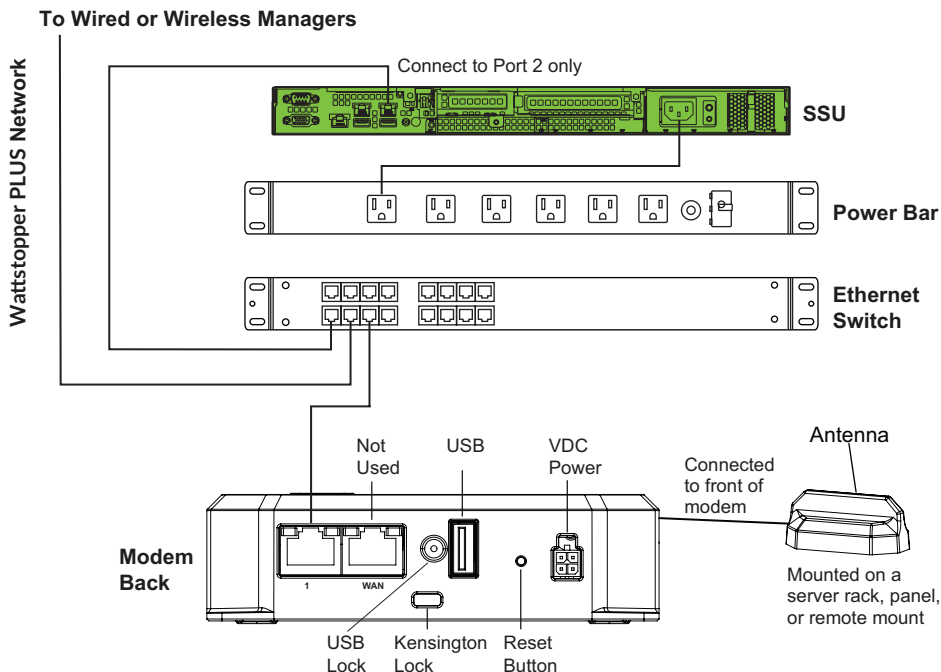 To Wired or Wireless Managers
Wattstopper PLUS Network
Connect to Port 2 only
SSU
Power Bar
Ethernet
Switch
Not
Used
USB
VDC
Power
Connected
to front of
modem
Antenna
Modem
Back
1
WAN
Mounted on a
server rack, panel,
or remote mount
USB
Lock
Kensington
Lock
Reset
Button